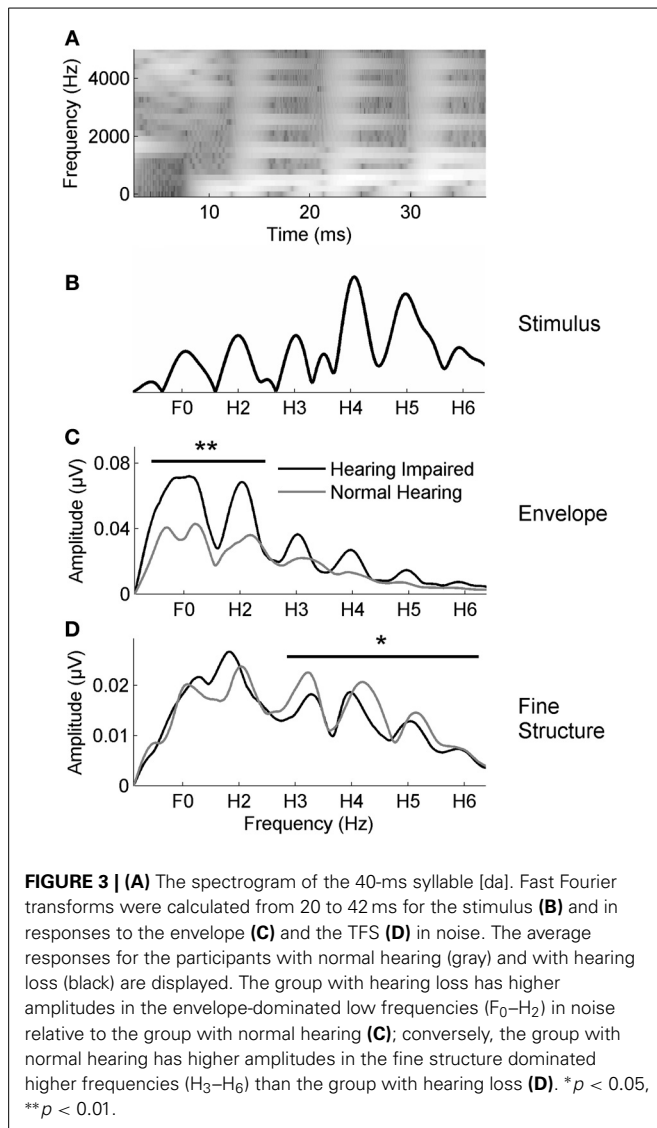 A
Frequency (Hz)
4000
2000
0
10 20 30
Time (ms)
B
Stimulus
F0 H2 H3 H4 H5 H6
C
**
Amplitude (µV)
0.08
0.04
0
Hearing Impaired
Normal Hearing
Envelope
F0 H2 H3 H4 H5 H6
D
*
Amplitude (µV)
0.02
0.01
0
Fine
Structure
F0 H2 H3 H4 H5 H6
Frequency (Hz)
FIGURE 3 | (A) The spectrogram of the 40-ms syllable [da]. Fast Fourier
transforms were calculated from 20 to 42 ms for the stimulus (B) and in
responses to the envelope (C) and the TFS (D) in noise. The average
responses for the participants with normal hearing (gray) and with hearing
loss (black) are displayed. The group with hearing loss has higher
amplitudes in the envelope-dominated low frequencies (F₀–H₂) in noise
relative to the group with normal hearing (C); conversely, the group with
normal hearing has higher amplitudes in the fine structure dominated
higher frequencies (H₃–H₆) than the group with hearing loss (D). *p < 0.05,
**p < 0.01.